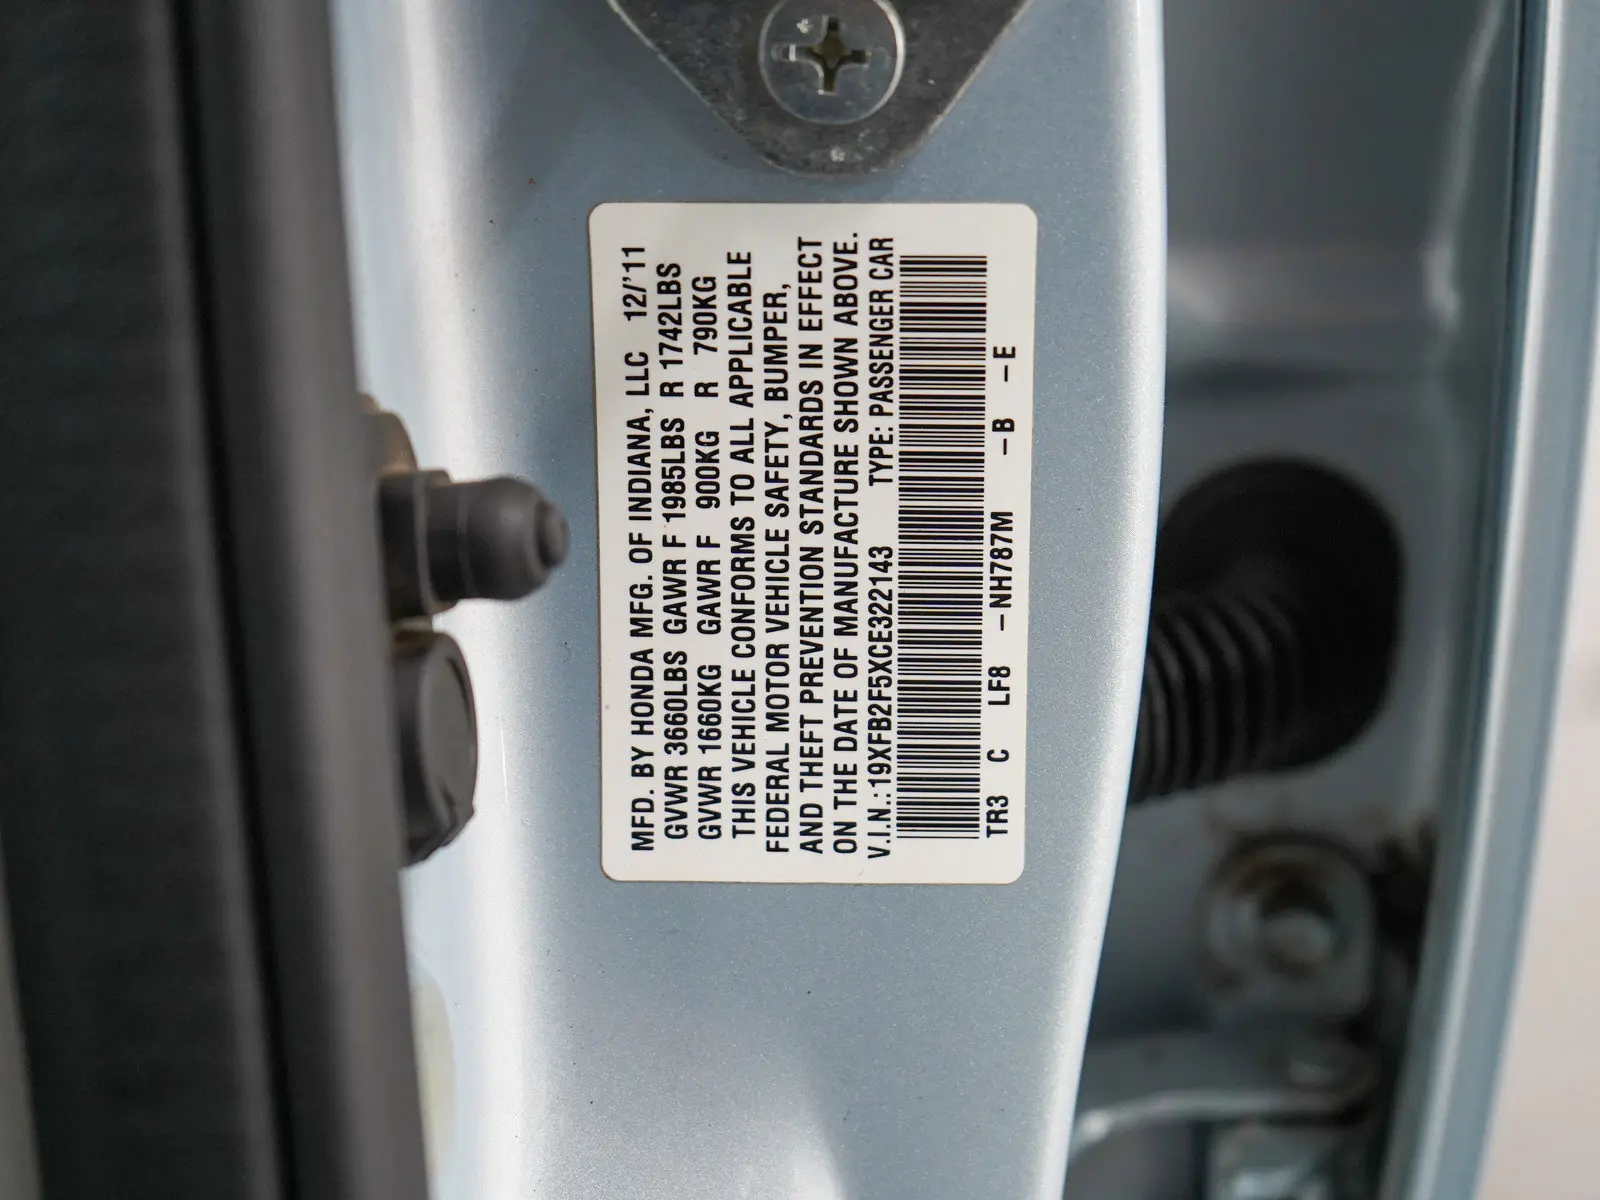 MFD. BY HONDA MFG. OF INDIANA, LLC 12/'11
GVWR 3660LBS GAWR F 1985LBS R 1742LBS
GVWR 1660KG GAWR F 900KG R 790KG
THIS VEHICLE CONFORMS TO ALL APPLICABLE
FEDERAL MOTOR VEHICLE SAFETY, BUMPER,
AND THEFT PREVENTION STANDARDS IN EFFECT
ON THE DATE OF MANUFACTURE SHOWN ABOVE.
V.I.N.: 19XFB2F5XCE322143 TYPE: PASSENGER CAR
TR3 C LF8 -NH787M -B -E